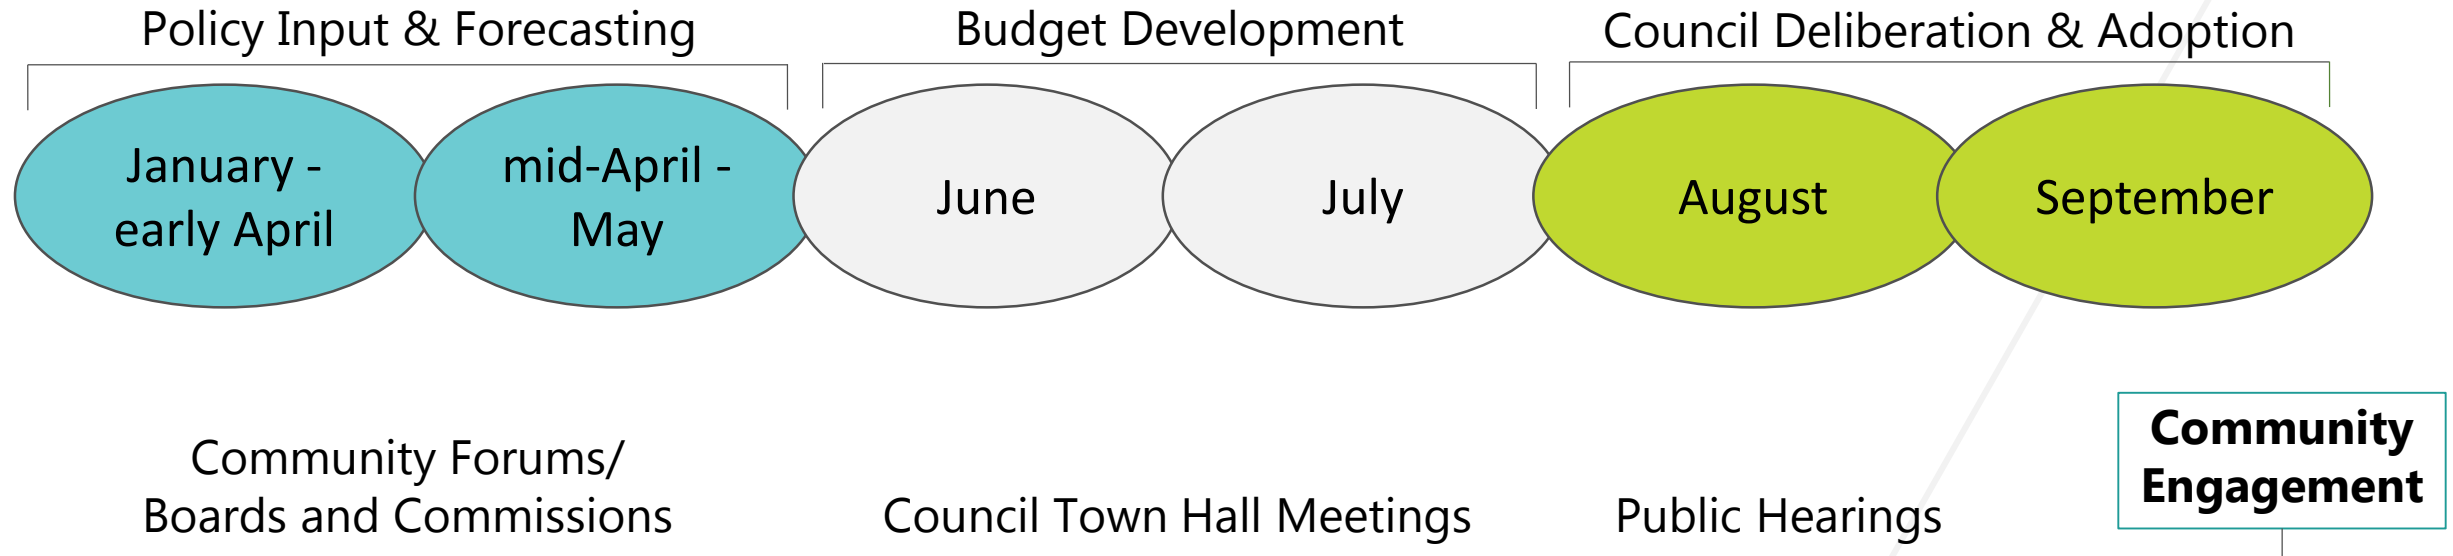 Policy Input & Forecasting
Budget Development
Council Deliberation & Adoption
January -
early April
mid-April -
May
June
July
August
September
Community Forums/
Boards and Commissions
Council Town Hall Meetings
Public Hearings
Community
Engagement